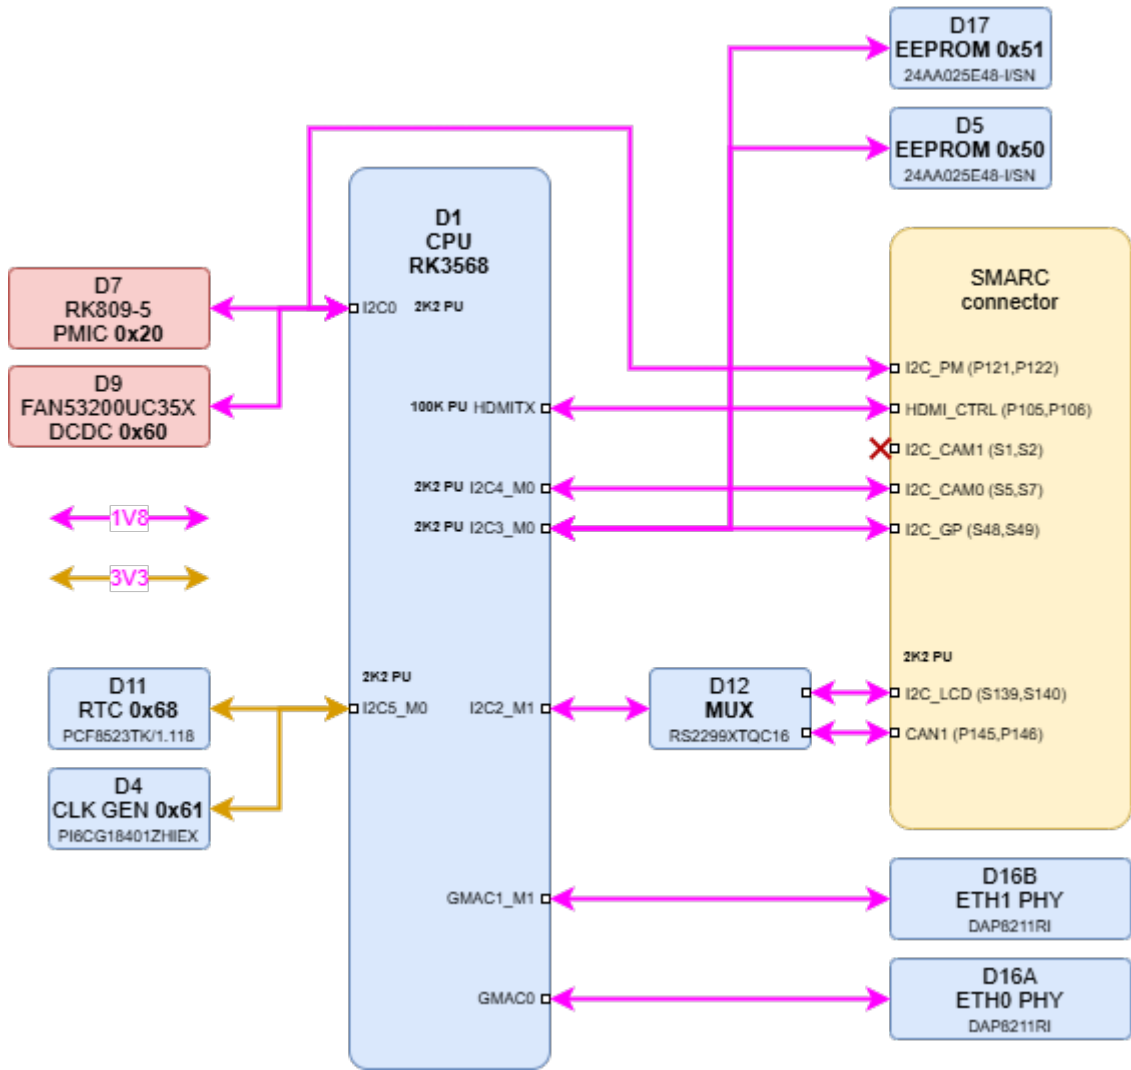 D17
EEPROM 0x51
24AA025E48-I/SN
D5
EEPROM 0x50
24AA025E48-I/SN
D1
CPU
RK3568
I2C0 2K2 PU
100K PU HDMITX
2K2 PU I2C4_M0
2K2 PU I2C3_M0
2K2 PU
I2C5_M0
I2C2_M1
GMAC1_M1
GMAC0
D7
RK809-5
PMIC 0x20
D9
FAN53200UC35X
DCDC 0x60
1V8
3V3
D11
RTC 0x68
PCF8523TK/1.118
D4
CLK GEN 0x61
PI6CG18401ZHIEX
SMARC
connector
I2C_PM (P121,P122)
HDMI_CTRL (P105,P106)
I2C_CAM1 (S1,S2)
I2C_CAM0 (S5,S7)
I2C_GP (S48,S49)
2K2 PU
I2C_LCD (S139,S140)
CAN1 (P145,P146)
D12
MUX
RS2299XTQC16
D16B
ETH1 PHY
DAP8211RI
D16A
ETH0 PHY
DAP8211RI